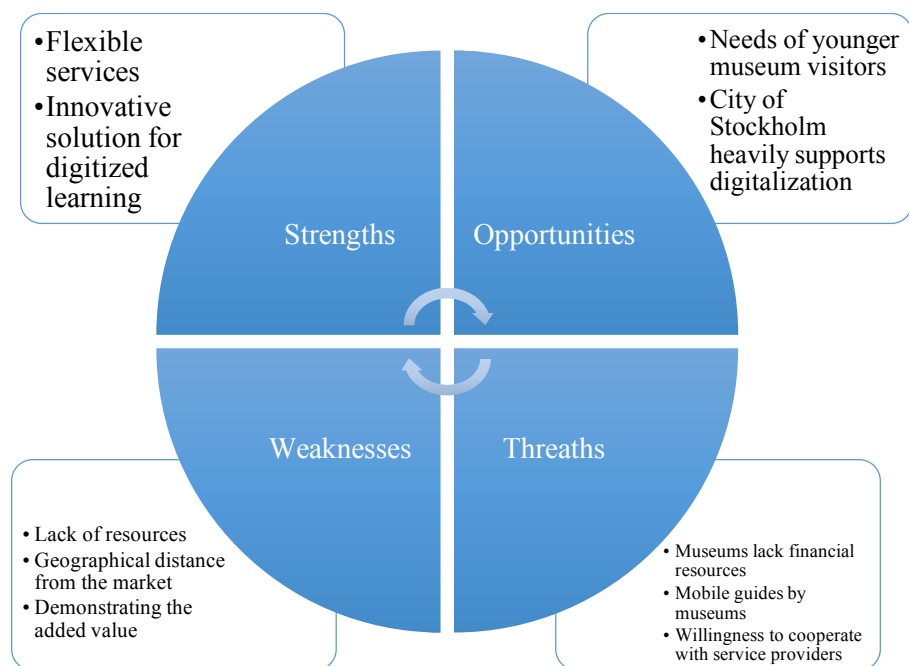 •Flexible
services
•Innovative
solution for
digitized
learning
•Needs of younger
museum visitors
•City of
Stockholm
heavily supports
digitalization
Strengths
Opportunities
Weaknesses
Threaths
• Lack of resources
• Geographical distance
from the market
• Demonstrating the
added value
• Museums lack financial
resources
• Mobile guides by
museums
• Willingness to cooperate
with service providers